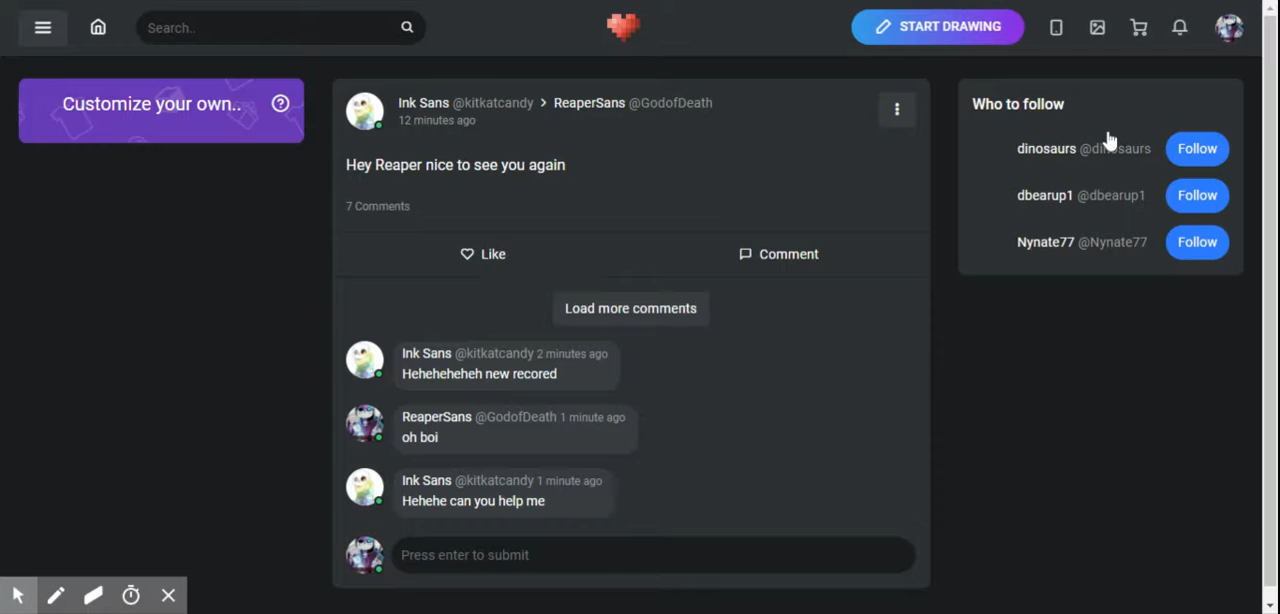 Search..
START DRAWING
Customize your own..
Ink Sans @kitkatcandy > ReaperSans @GodofDeath
12 minutes ago
Hey Reaper nice to see you again
7 Comments
Like
Comment
Load more comments
Ink Sans @kitkatcandy 2 minutes ago
Heheheheheh new recored
ReaperSans @GodofDeath 1 minute ago
oh boi
Ink Sans @kitkatcandy 1 minute ago
Hehehe can you help me
Press enter to submit
Who to follow
dinosaurs @dinosaurs Follow
dbearup1 @dbearup1 Follow
Nynate77 @Nynate77 Follow